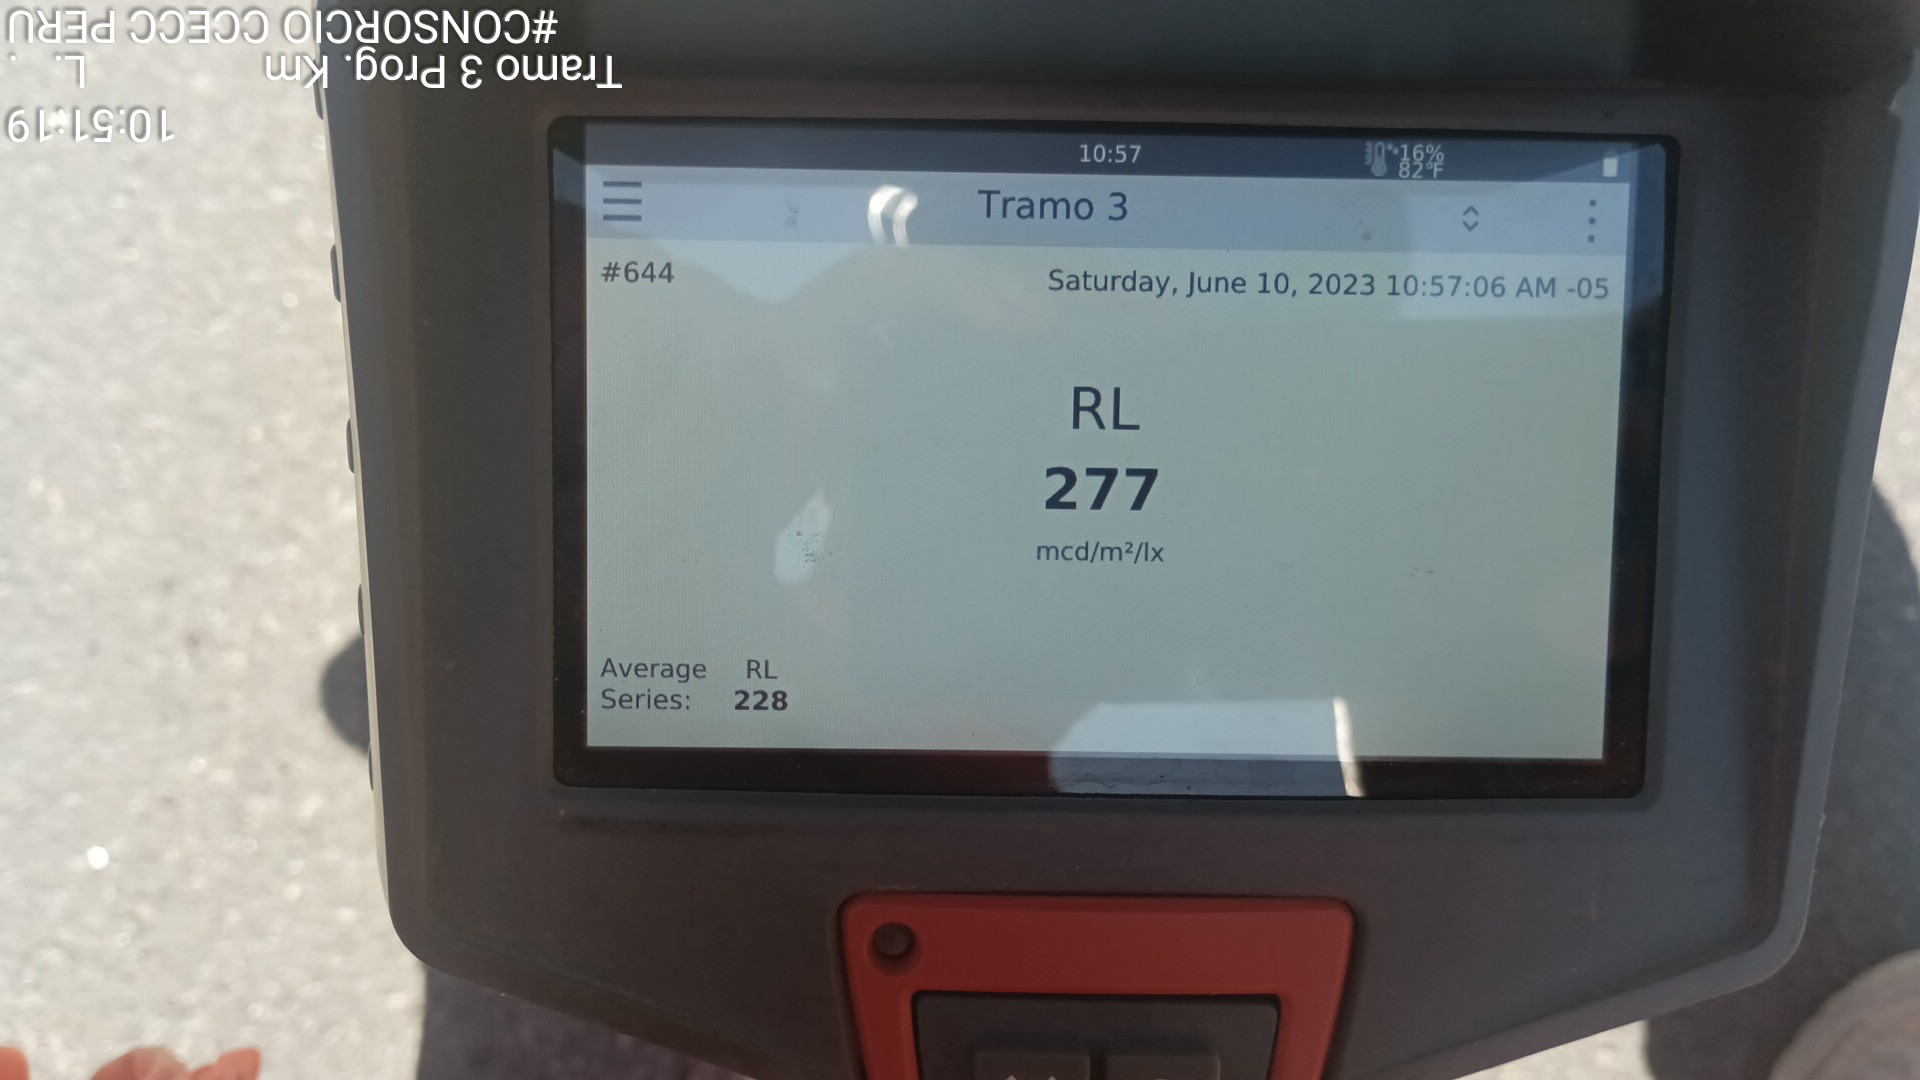 10:57
16%
82°F
Tramo 3
#644 Saturday, June 10, 2023 10:57:06 AM -05
RL
277
mcd/m²/lx
Average RL
Series: 228
10:51:19
Tramo 3 Prog. Km L. .
#CONSORCIO CCECC PERU